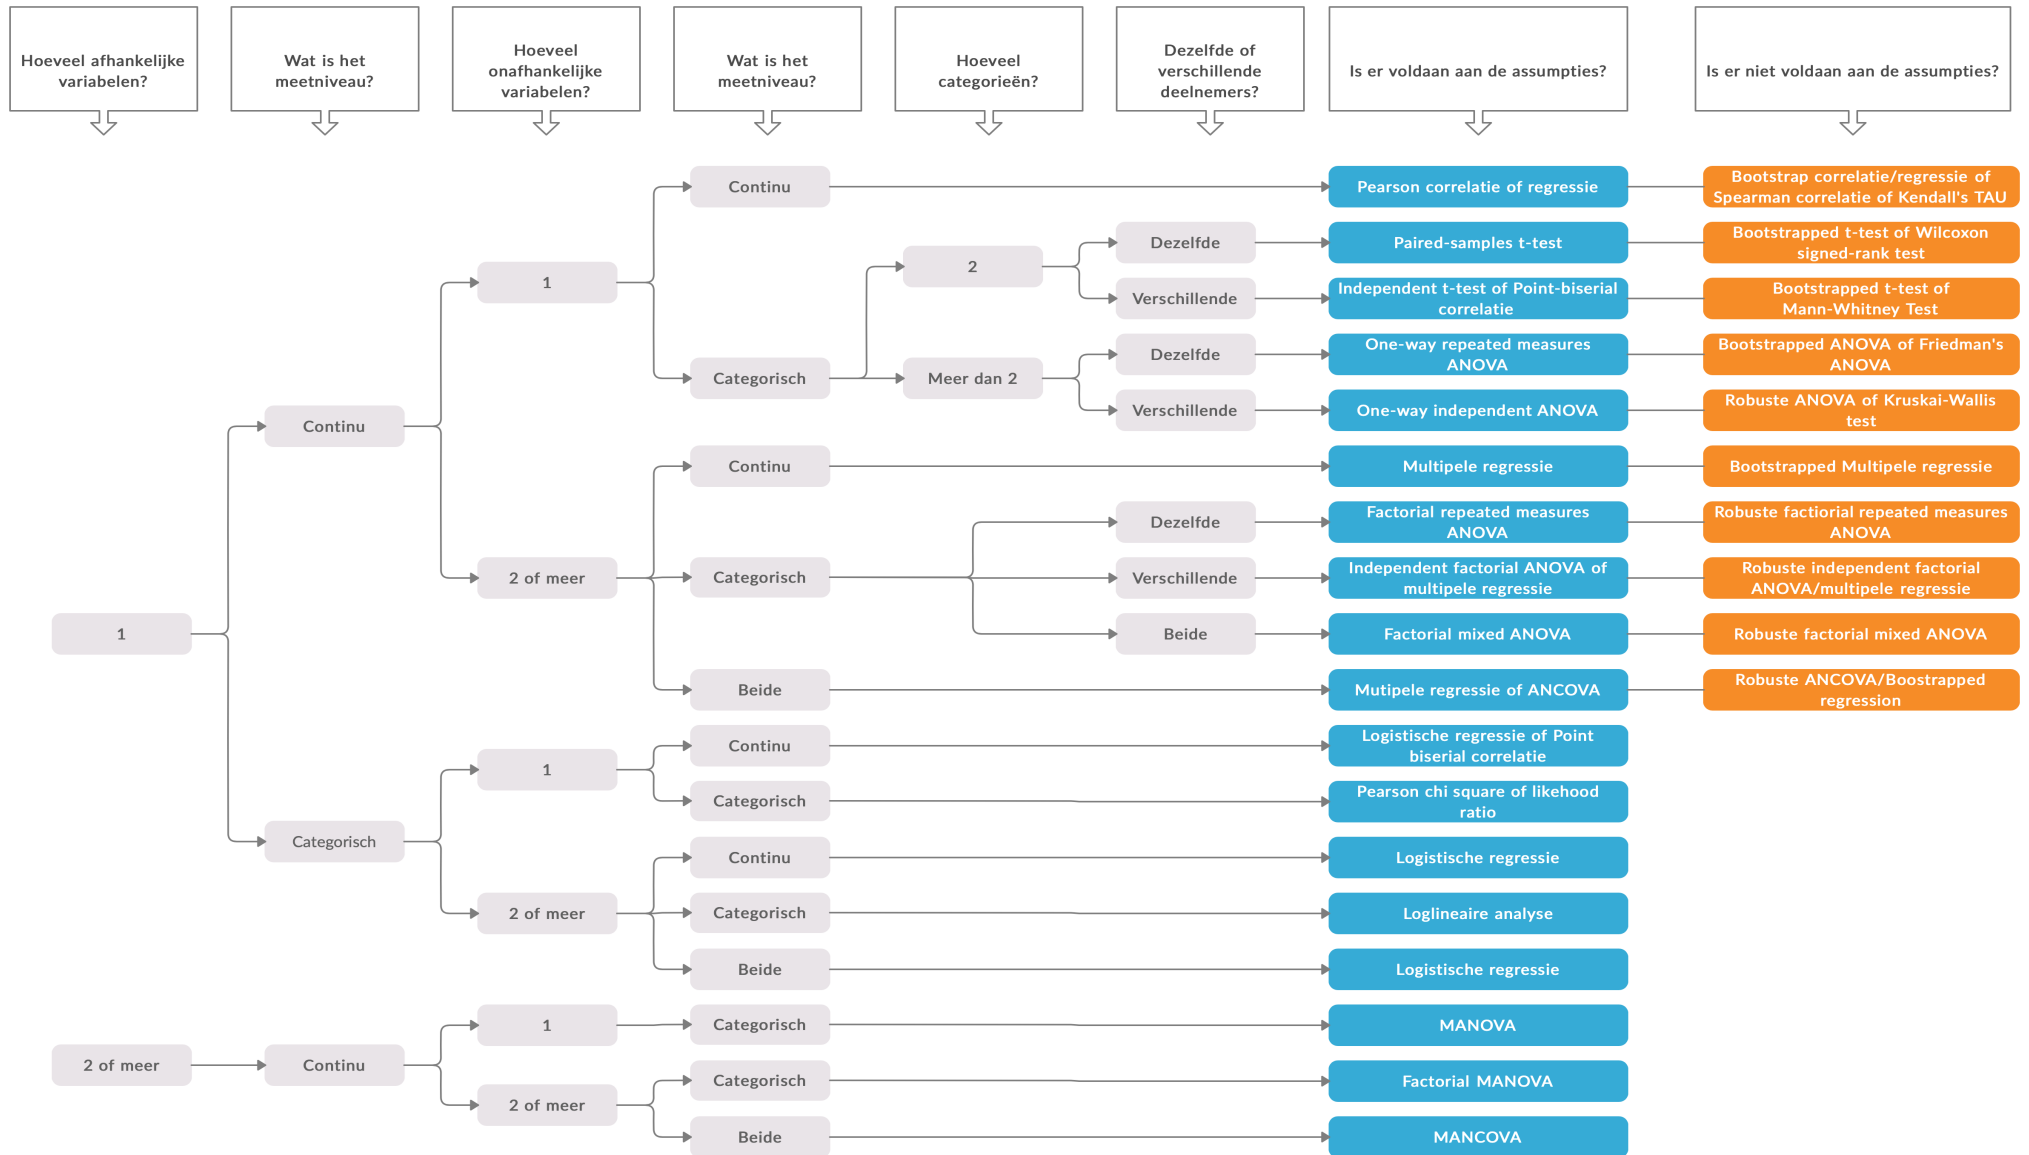 Hoeveel afhankelijke
variabelen?
Wat is het
meetniveau?
Hoeveel
onafhankelijke
variabelen?
Wat is het
meetniveau?
Hoeveel
categorieën?
Dezelfde of
verschillende
deelnemers?
Is er voldaan aan de assumpties?
Is er niet voldaan aan de assumpties?
Continu
Pearson correlatie of regressie
Bootstrap correlatie/regressie of
Spearman correlatie of Kendall's TAU
Dezelfde
Paired-samples t-test
Bootstrapped t-test of Wilcoxon
signed-rank test
2
1
Verschillende
Independent t-test of Point-biserial
correlatie
Bootstrapped t-test of
Mann-Whitney Test
Dezelfde
One-way repeated measures
ANOVA
Bootstrapped ANOVA of Friedman's
ANOVA
Categorisch
Meer dan 2
Verschillende
One-way independent ANOVA
Robuste ANOVA of Kruskai-Wallis
test
Continu
Continu
Multipele regressie
Bootstrapped Multipele regressie
Dezelfde
Factorial repeated measures
ANOVA
Robuste factiorial repeated measures
ANOVA
2 of meer
Categorisch
Verschillende
Independent factorial ANOVA of
multipele regressie
Robuste independent factorial
ANOVA/multipele regressie
1
Beide
Factorial mixed ANOVA
Robuste factorial mixed ANOVA
Beide
Mutipele regressie of ANCOVA
Robuste ANCOVA/Boostrapped
regression
Continu
Logistische regressie of Point
biserial correlatie
1
Categorisch
Pearson chi square of likehood
ratio
Categorisch
Continu
Logistische regressie
2 of meer
Categorisch
Loglineaire analyse
Beide
Logistische regressie
1
Categorisch
MANOVA
2 of meer
Continu
Categorisch
Factorial MANOVA
2 of meer
Beide
MANCOVA